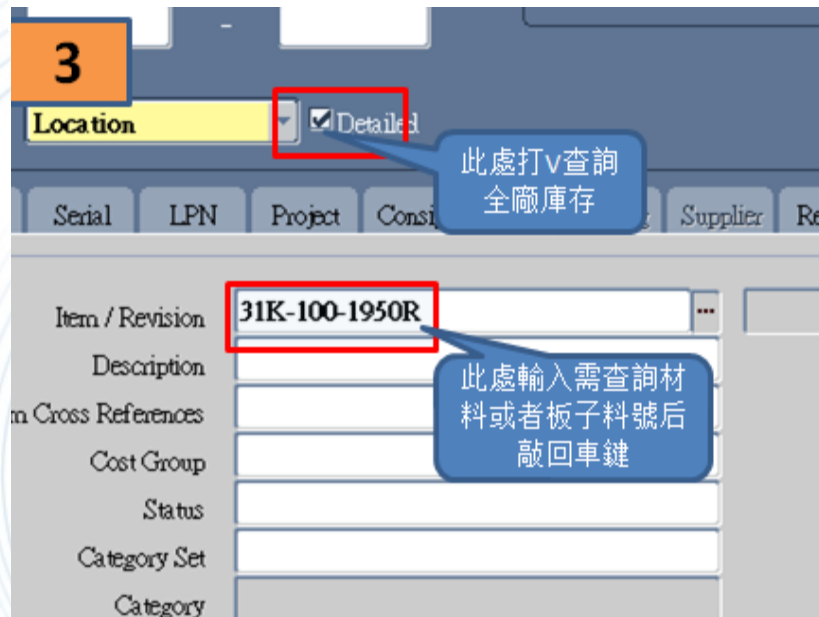 3
Location
Detailed
此處打v查詢
全廠庫存
Serial
LPN
Project
Supplier
Item / Revision
31K-100-1950R
...
Description
Cross References
此處輸入需查詢材
料或者板子料號后
敲回車鍵
Cost Group
Status
Category Set
Category